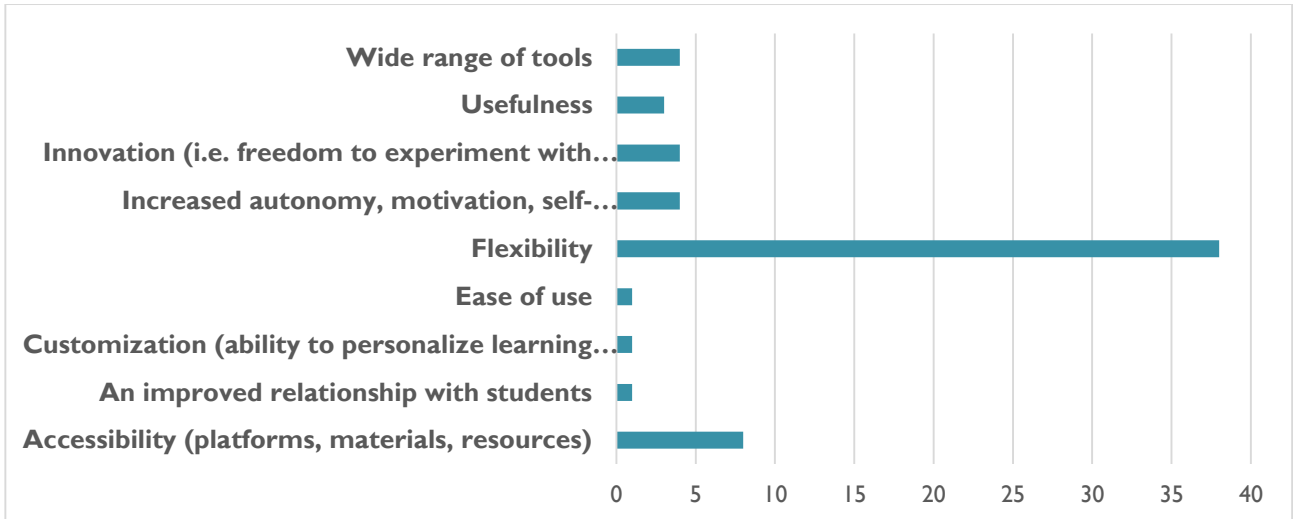 Wide range of tools
Usefulness
Innovation (i.e. freedom to experiment with…
Increased autonomy, motivation, self-…
Flexibility
Ease of use
Customization (ability to personalize learning…
An improved relationship with students
Accessibility (platforms, materials, resources)
0 5 10 15 20 25 30 35 40